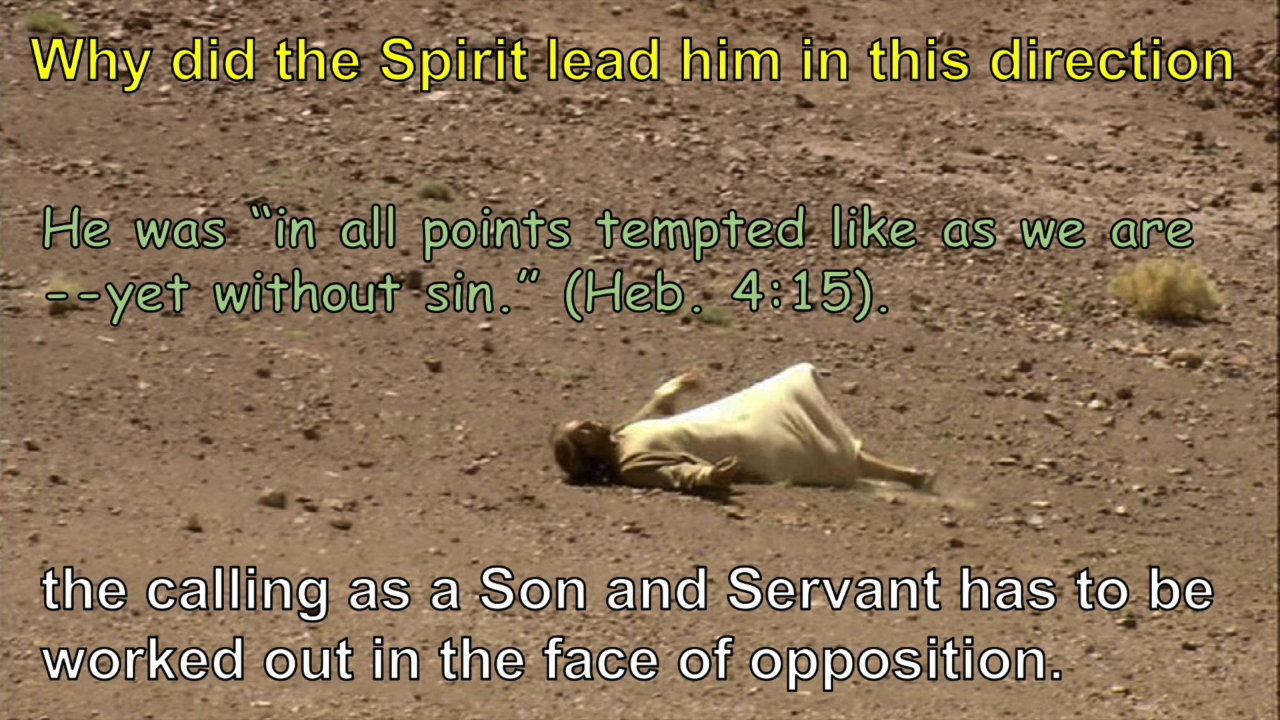 Why did the Spirit lead him in this direction
He was “in all points tempted like as we are
--yet without sin.” (Heb. 4:15).
the calling as a Son and Servant has to be
worked out in the face of opposition.